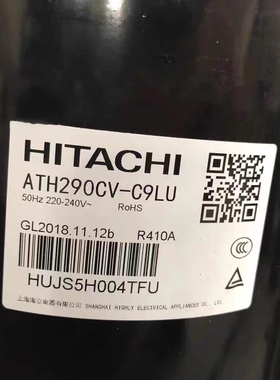 HITACHI
ATH290CV-C9LU
50Hz 220-240V~ RoHS
GL2018.11.12b R410A
HUJS5H004TFU
上海海立电器有限公司 SHANGHAI HIGHLY ELECTRICAL APPLIANCES CO., LTD.